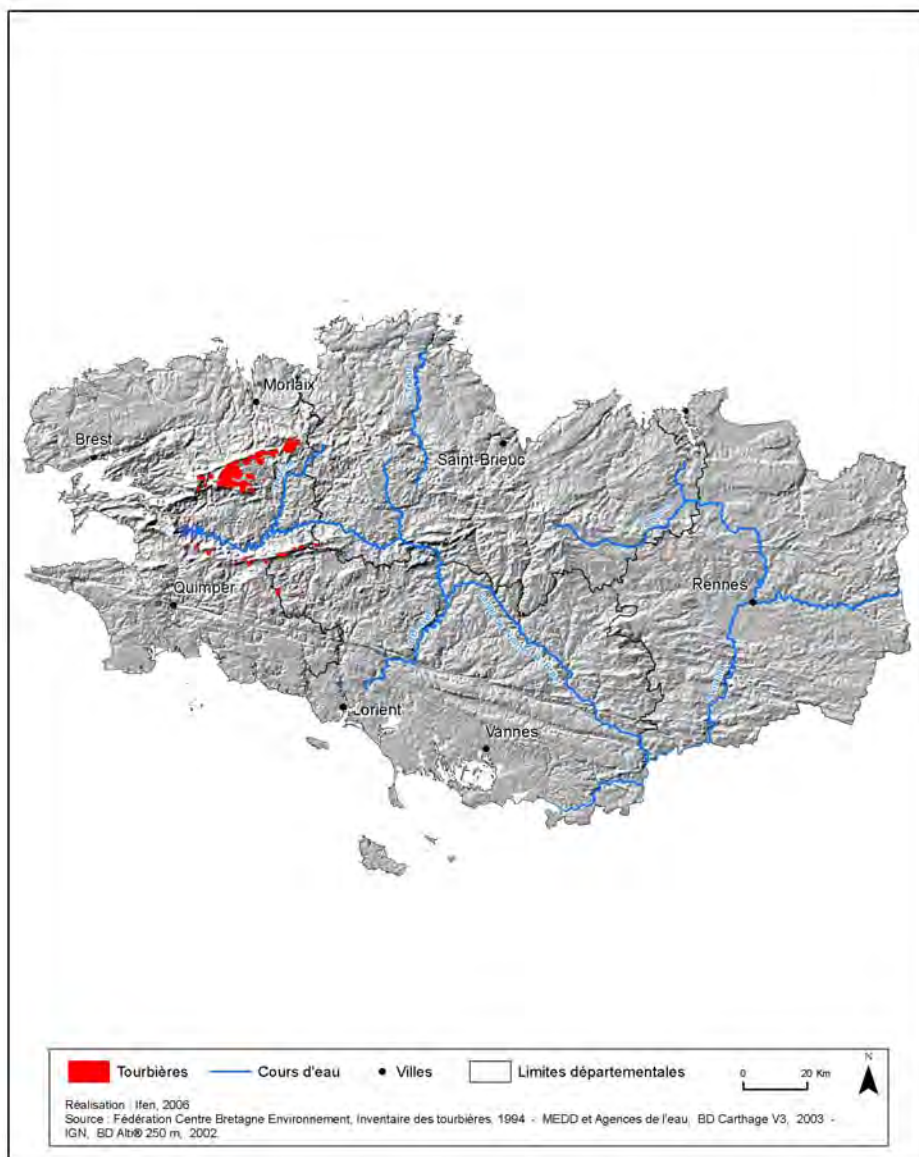 Morlaix
Brest
Saint-Brieuc
Quimper
Rennes
Lorient
Vannes
N
Tourbières
Cours d'eau
Villes
Limites départementales
0 20 Km
Réalisation : Ifen, 2006
Source : Fédération Centre Bretagne Environnement, Inventaire des tourbières, 1994 - MEDD et Agences de l'eau, BD Carthage V3, 2003 -
IGN, BD Alti® 250 m, 2002.